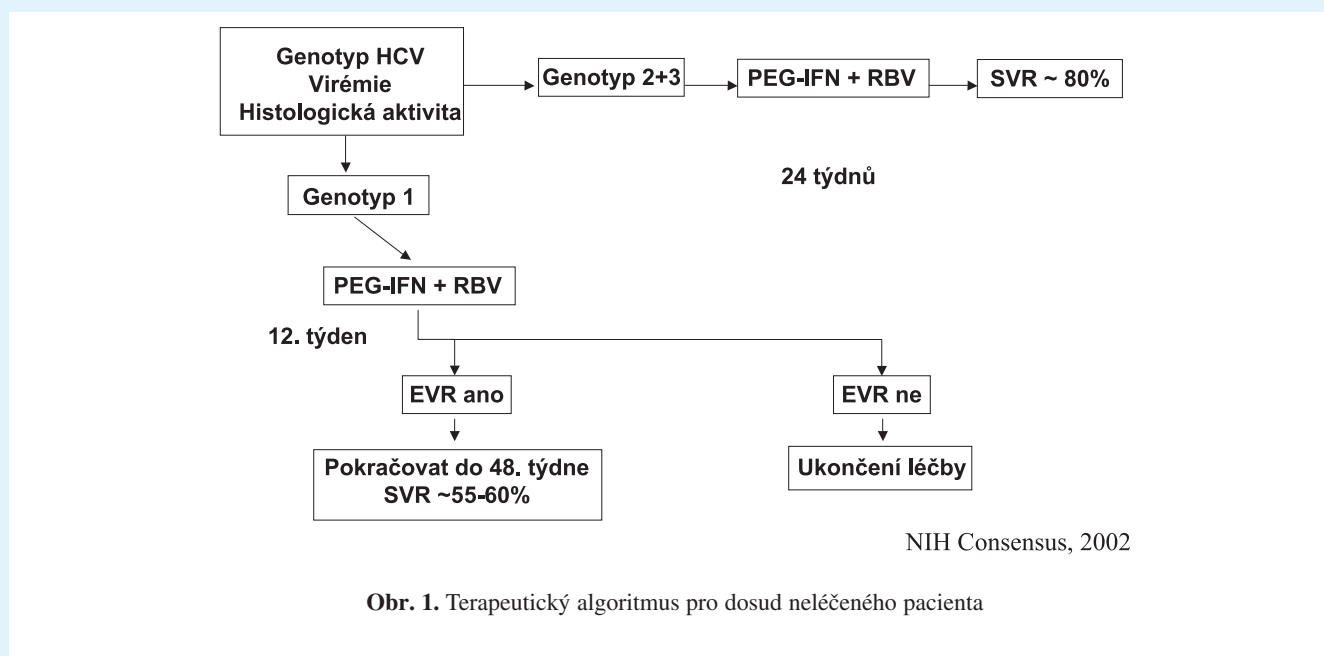 Genotyp HCV
Virémie
Histologická aktivita
Genotyp 2+3
PEG-IFN + RBV
SVR ~ 80%
24 týdnů
Genotyp 1
PEG-IFN + RBV
12. týden
EVR ano
EVR ne
Pokračovat do 48. týdne
SVR ~55-60%
Ukončení léčby
NIH Consensus, 2002
Obr. 1. Terapeutický algoritmus pro dosud neléčeného pacienta